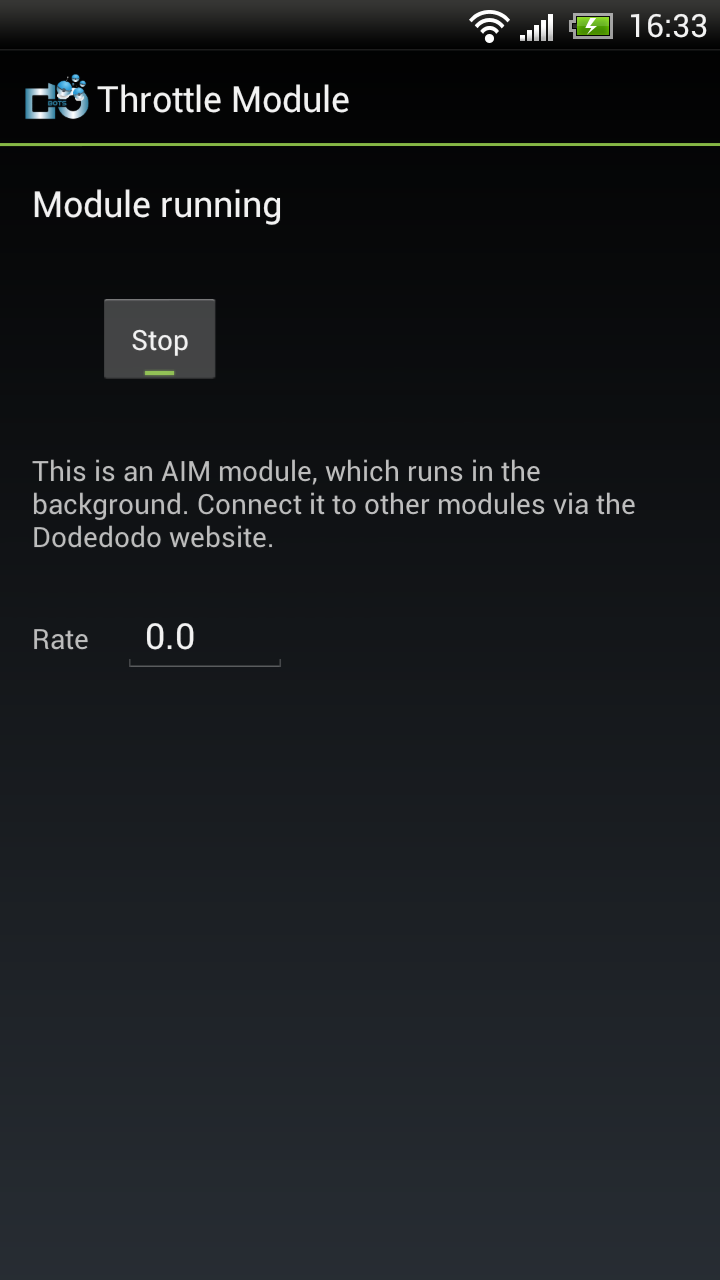 16:33
BOTS
Throttle Module
Module running
Stop
This is an AIM module, which runs in the
background. Connect it to other modules via the
Dodedodo website.
Rate 0.0